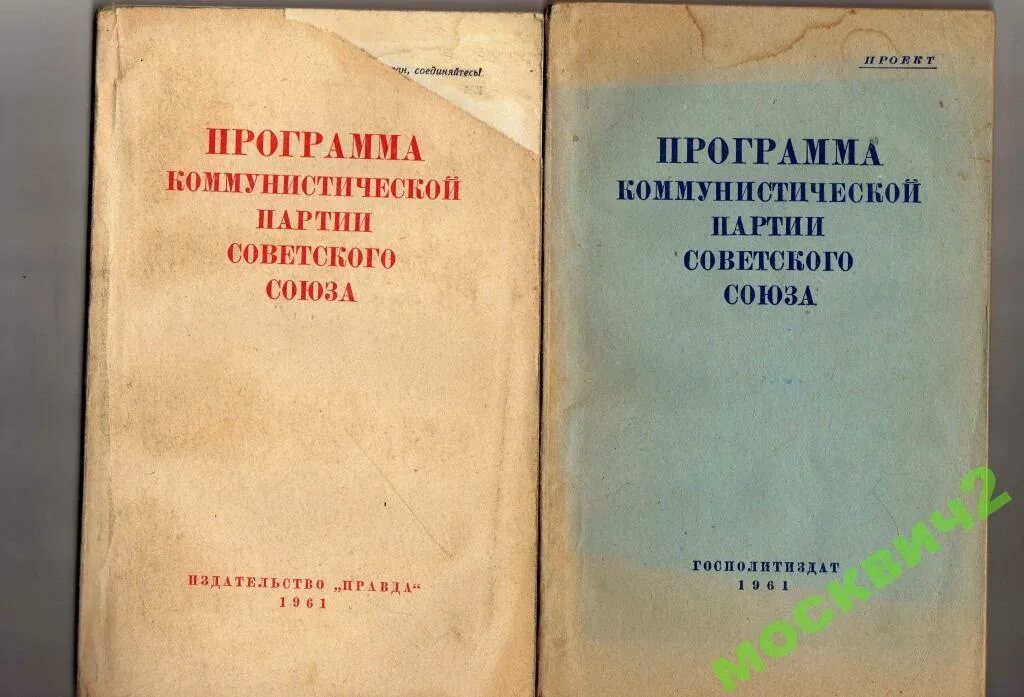 соединяйтесь!
ПРОГРАММА
КОММУНИСТИЧЕСКОЙ
ПАРТИИ
СОВЕТСКОГО
СОЮЗА
ИЗДАТЕЛЬСТВО „ПРАВДА“
1961
ПРОЕКТ
ПРОГРАММА
КОММУНИСТИЧЕСКОЙ
ПАРТИИ
СОВЕТСКОГО
СОЮЗА
ГОСПОЛИТИЗДАТ
1961
москвич2